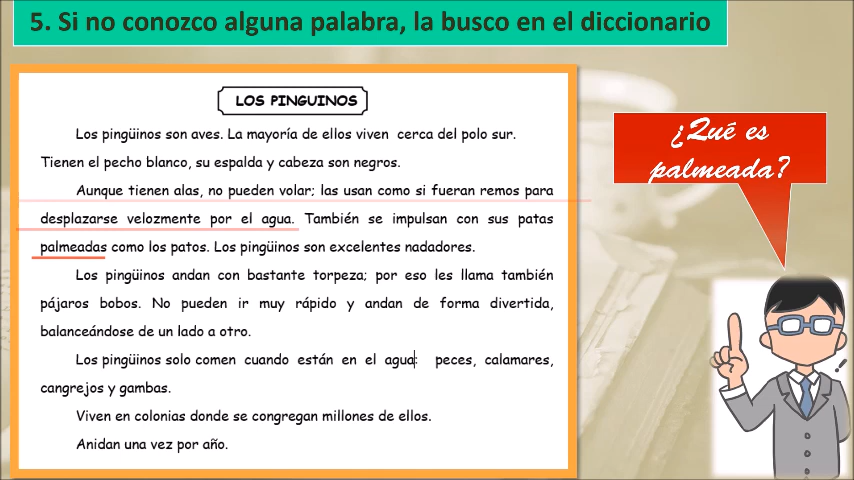 5. Si no conozco alguna palabra, la busco en el diccionario
LOS PINGUINOS
Los pingüinos son aves. La mayoría de ellos viven cerca del polo sur.
Tienen el pecho blanco, su espalda y cabeza son negros.
Aunque tienen alas, no pueden volar; las usan como si fueran remos para
desplazarse velozmente por el agua. También se impulsan con sus patas
palmeadas como los patos. Los pingüinos son excelentes nadadores.
Los pingüinos andan con bastante torpeza; por eso les llama también
pájaros bobos. No pueden ir muy rápido y andan de forma divertida,
balanceándose de un lado a otro.
Los pingüinos solo comen cuando están en el agua: peces, calamares,
cangrejos y gambas.
Viven en colonias donde se congregan millones de ellos.
Anidan una vez por año.
¿Qué es
palmeada?